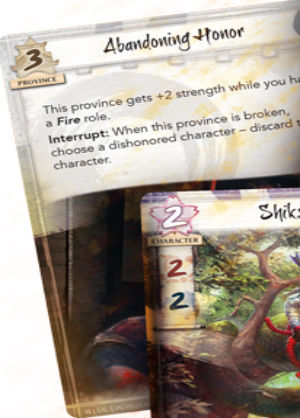 Abandoning Honor
3
PROVINCE
This province gets +2 strength while you ha
a Fire role.
Interrupt: When this province is broken,
choose a dishonored character – discard
character.
2
Shik
CHARACTER
2
2